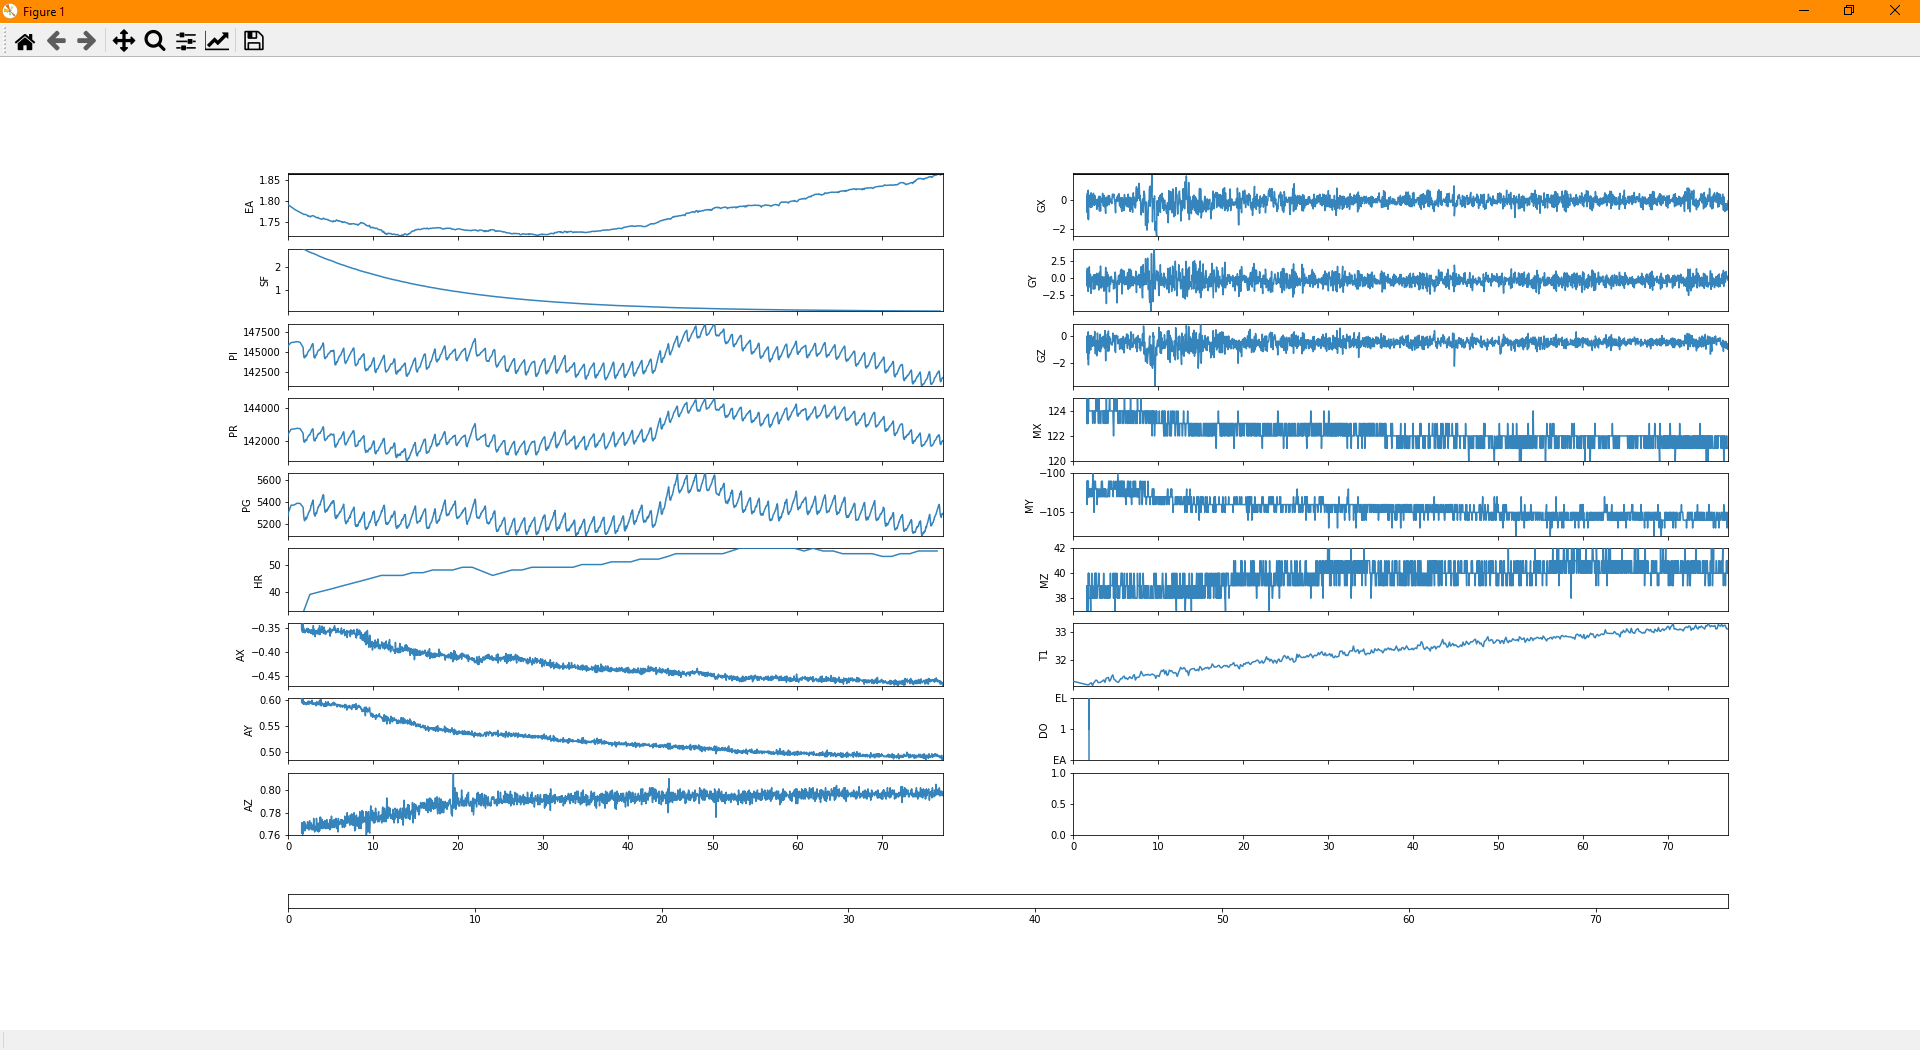 Figure 1
1.85
1.80
1.75
EA
2
1
SF
147500
145000
142500
PI
144000
142000
PR
5600
5400
5200
PG
50
40
HR
−0.35
−0.40
−0.45
AX
0.60
0.55
0.50
AY
0.80
0.78
0.76
AZ
0 10 20 30 40 50 60 70
0
−2
GX
2.5
0.0
−2.5
GY
0
−2
GZ
124
122
120
MX
−100
−105
MY
42
40
38
MZ
33
32
T1
EL
1
EA
DO
1.0
0.5
0.0
0 10 20 30 40 50 60 70
0 10 20 30 40 50 60 70